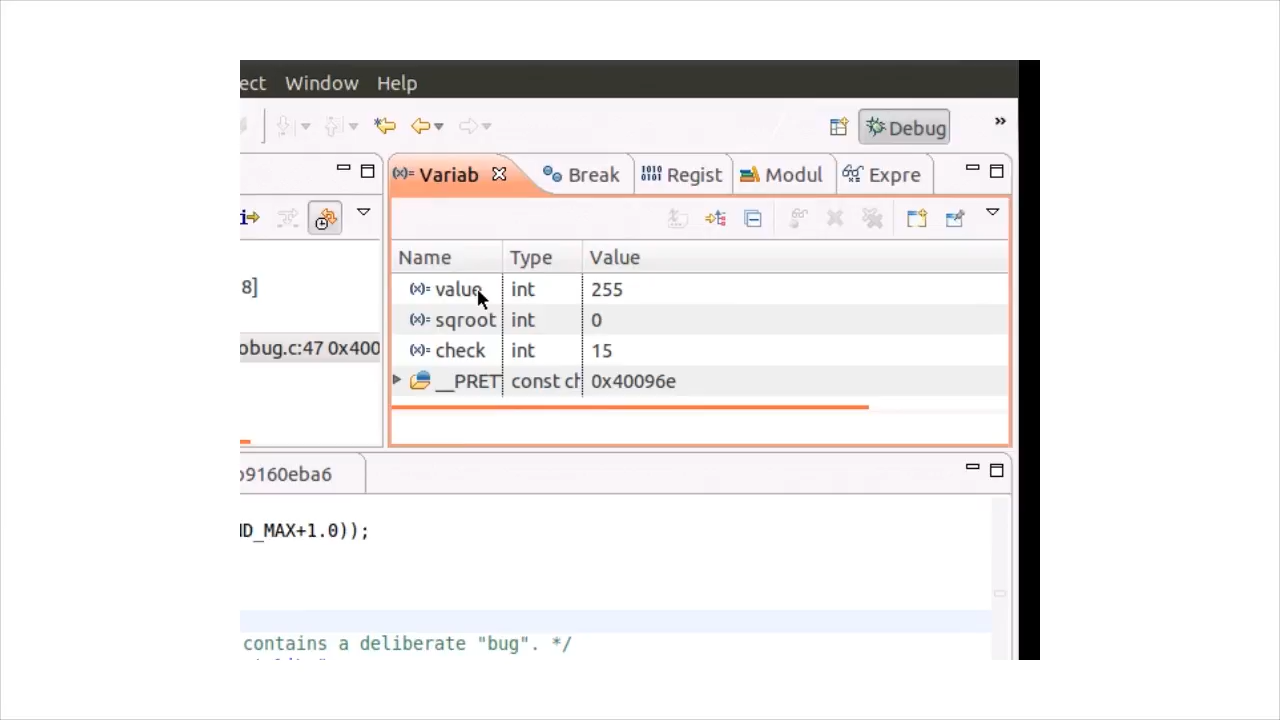 ect Window Help
Debug »
(x)= Variab Break Regist Modul Expre
i
Name Type Value
8]
(x)= value int 255
(x)= sqroot int 0
obug.c:47 0x400
(x)= check int 15
__PRET const ch 0x40096e
9160eba6
ND_MAX+1.0));
contains a deliberate "bug". */